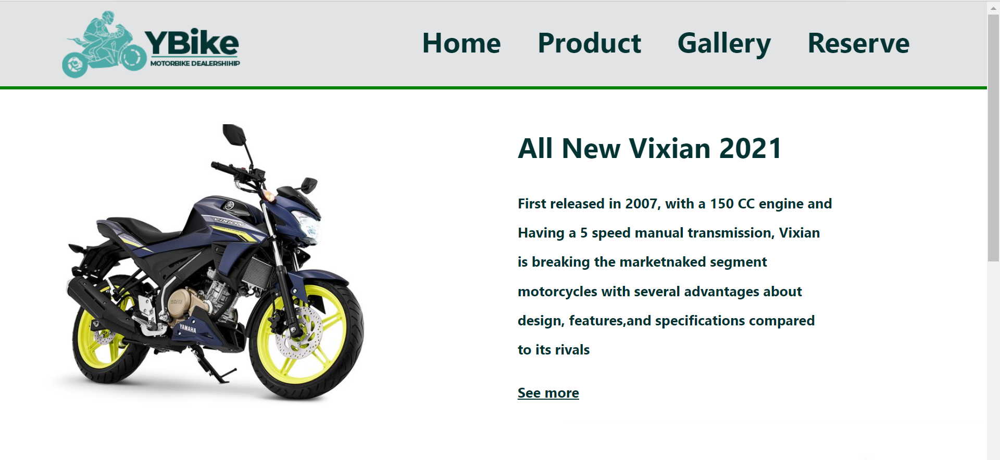 YBike
MOTORBIKE DEALERSHIHIP
Home Product Gallery Reserve
All New Vixian 2021
First released in 2007, with a 150 CC engine and
Having a 5 speed manual transmission, Vixian
is breaking the marketnaked segment
motorcycles with several advantages about
design, features,and specifications compared
to its rivals
See more
VIXION
YAMAHA
YAMAHA